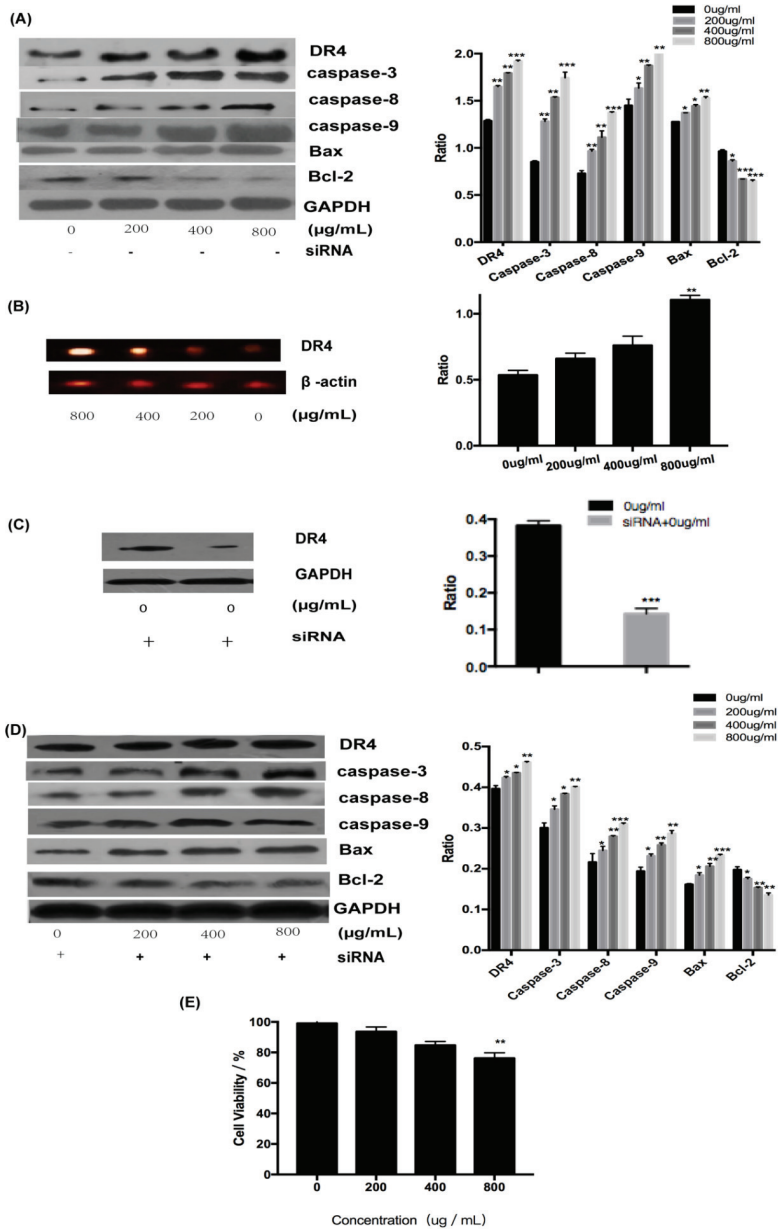 (A)
DR4
caspase-3
caspase-8
caspase-9
Bax
Bcl-2
GAPDH
0 200 400 800 (μg/mL)
- - - - siRNA
0ug/ml
200ug/ml
400ug/ml
800ug/ml
Ratio
2.0
1.5
1.0
0.5
0.0
** ** ***
** ** ***
** ** ***
* ** **
* * **
* *** ***
DR4 Caspase-3 Caspase-8 Caspase-9 Bax Bcl-2
(B)
DR4
β -actin
800 400 200 0 (μg/mL)
Ratio
1.0
0.5
0.0
**
0ug/ml 200ug/ml 400ug/ml 800ug/ml
(C)
DR4
GAPDH
0 0 (μg/mL)
+ + siRNA
0ug/ml
siRNA+0ug/ml
Ratio
0.4
0.3
0.2
0.1
0.0
***
(D)
DR4
caspase-3
caspase-8
caspase-9
Bax
Bcl-2
GAPDH
0 200 400 800 (μg/mL)
+ + + + siRNA
0ug/ml
200ug/ml
400ug/ml
800ug/ml
Ratio
0.5
0.4
0.3
0.2
0.1
0.0
* * **
* * **
* ** ***
* ** **
* ** ***
* ** **
DR4 Caspase-3 Caspase-8 Caspase-9 Bax Bcl-2
(E)
Cell Viability / %
100
80
60
40
20
0
**
0 200 400 800
Concentration (ug / mL)